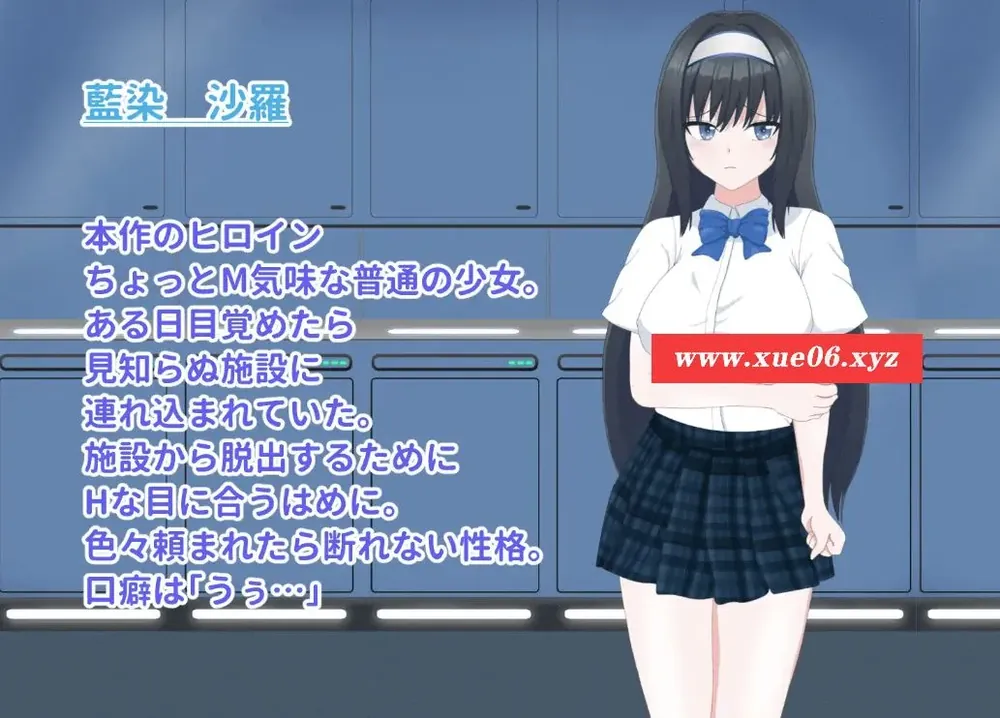 藍染　沙羅
本作のヒロイン
ちょっとM気味な普通の少女。
ある日目覚めたら
見知らぬ施設に
連れ込まれていた。
www.xue06.xyz
施設から脱出するために
Hな目に合うはめに。
色々頼まれたら断れない性格。
口癖は「うぅ…」